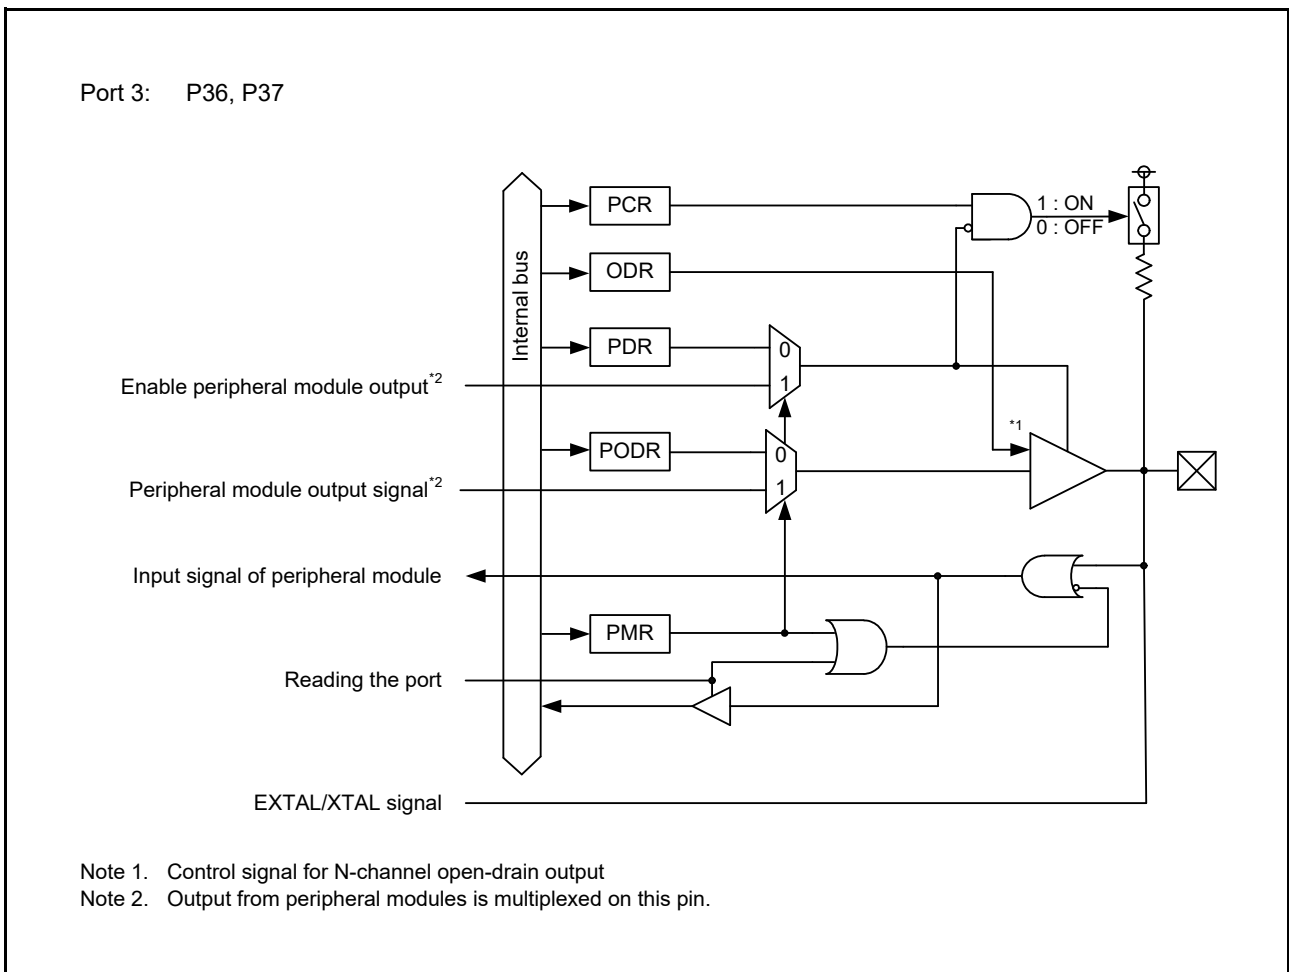 Port 3: P36, P37
PCR
1 : ON
0 : OFF
ODR
Internal bus
PDR
0
1
Enable peripheral module output*2
*1
PODR
0
1
Peripheral module output signal*2
Input signal of peripheral module
PMR
Reading the port
EXTAL/XTAL signal
Note 1. Control signal for N-channel open-drain output
Note 2. Output from peripheral modules is multiplexed on this pin.